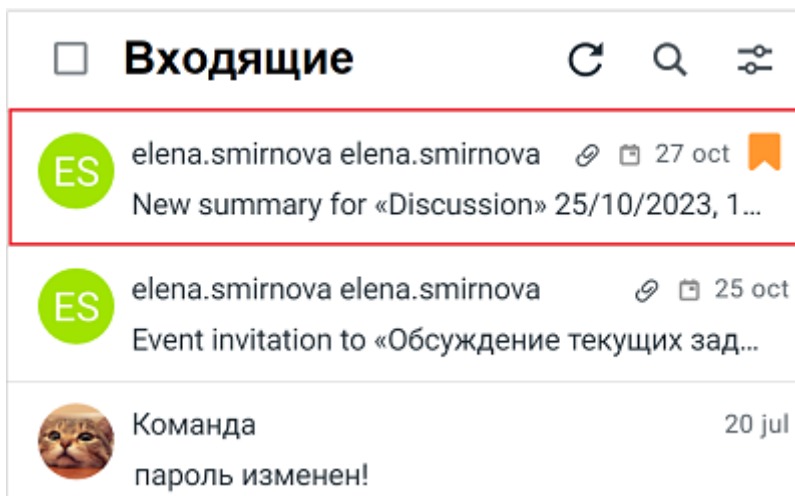 Входящие
ES elena.smirnova elena.smirnova 27 oct
New summary for «Discussion» 25/10/2023, 1...
ES elena.smirnova elena.smirnova 25 oct
Event invitation to «Обсуждение текущих зад...
Команда 20 jul
пароль изменен!